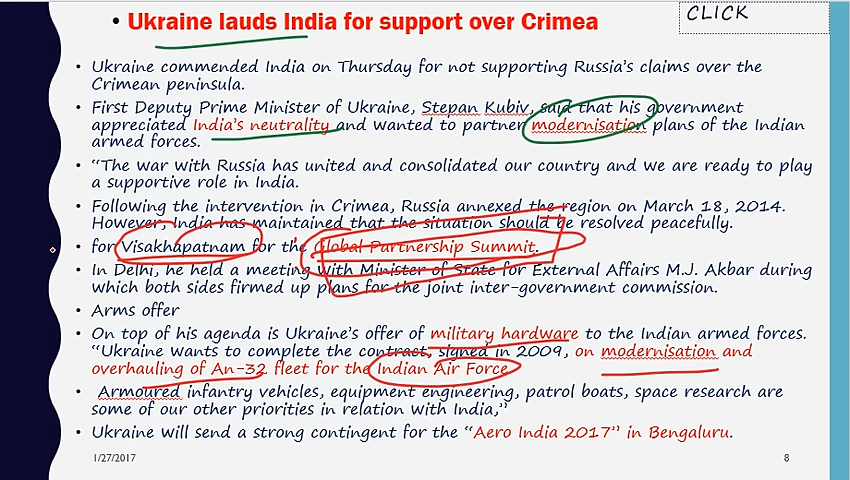 CLICK
• Ukraine lauds India for support over Crimea
• Ukraine commended India on Thursday for not supporting Russia's claims over the
Crimean peninsula.
• First Deputy Prime Minister of Ukraine, Stepan Kubiv, said that his government
appreciated India's neutrality and wanted to partner modernisation plans of the Indian
armed forces.
• "The war with Russia has united and consolidated our country and we are ready to play
a supportive role in India.
• Following the intervention in Crimea, Russia annexed the region on March 18, 2014.
However, India has maintained that the situation should be resolved peacefully.
• for Visakhapatnam for the Global Partnership Summit.
• In Delhi, he held a meeting with Minister of State for External Affairs M.J. Akbar during
which both sides firmed up plans for the joint inter-government commission.
• Arms offer
• On top of his agenda is Ukraine's offer of military hardware to the Indian armed forces.
"Ukraine wants to complete the contract, signed in 2009, on modernisation and
overhauling of An-32 fleet for the Indian Air Force
• Armoured infantry vehicles, equipment engineering, patrol boats, space research are
some of our other priorities in relation with India,"
• Ukraine will send a strong contingent for the "Aero India 2017" in Bengaluru.
1/27/2017
8